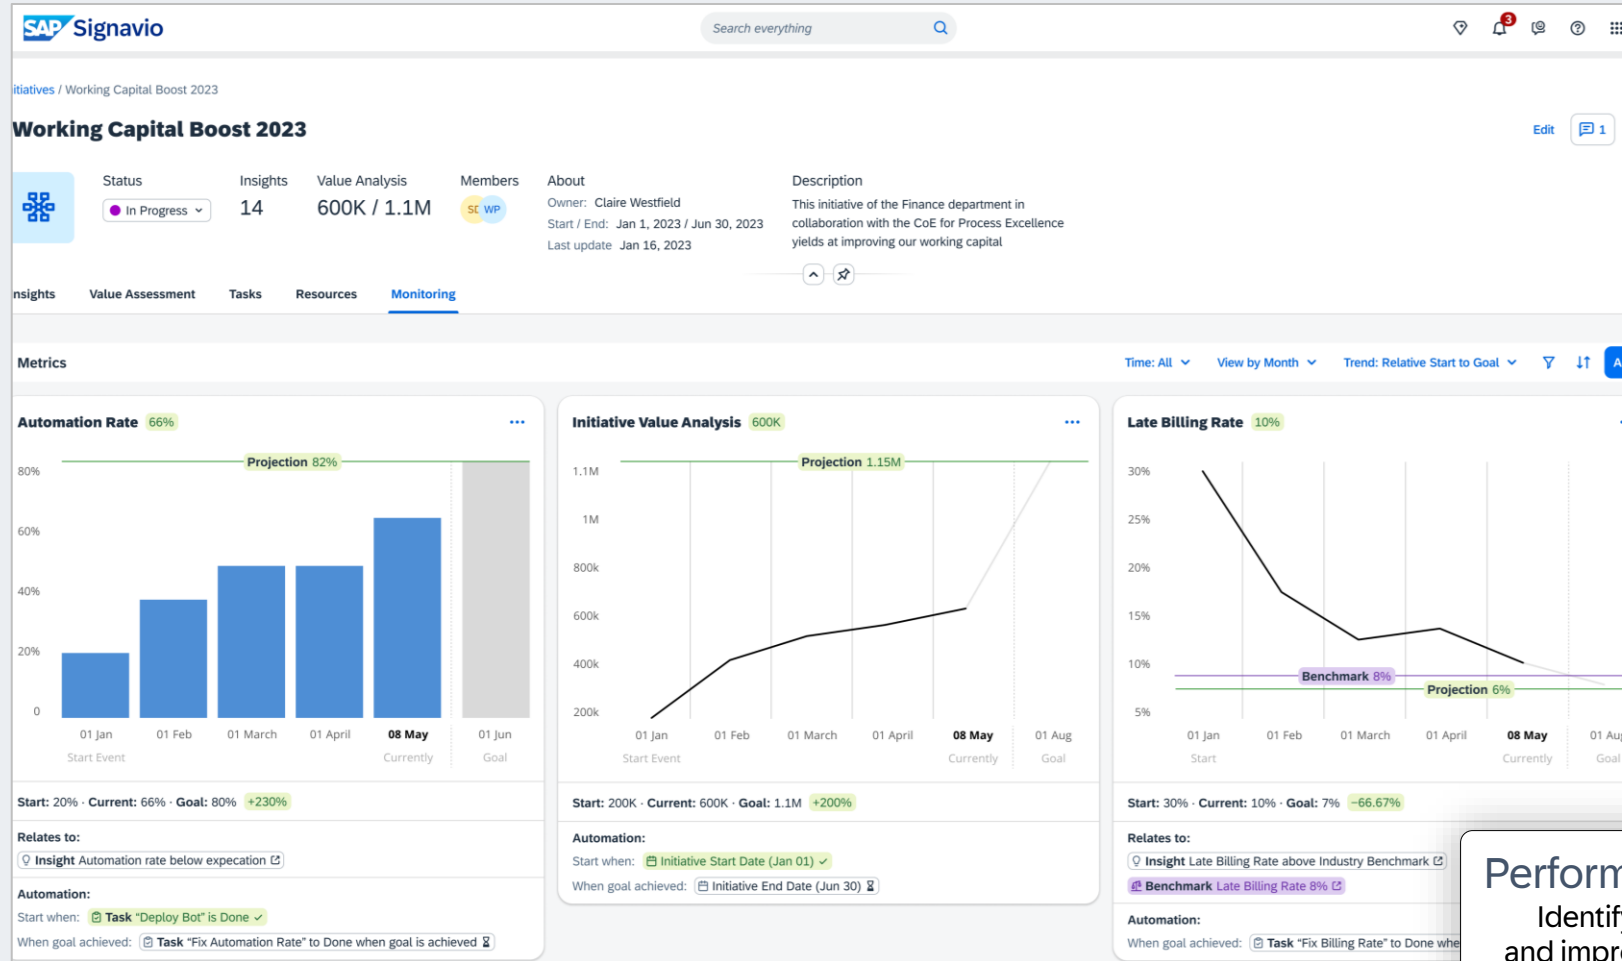 SAP Signavio
Search everything
3
itiatives / Working Capital Boost 2023
Working Capital Boost 2023
Edit
1
Status
Insights
Value Analysis
Members
About
Description
In Progress
14
600K / 1.1M
SD WP
Owner: Claire Westfield
Start / End: Jan 1, 2023 / Jun 30, 2023
Last update Jan 16, 2023
This initiative of the Finance department in
collaboration with the CoE for Process Excellence
yields at improving our working capital
nsights
Value Assessment
Tasks
Resources
Monitoring
Metrics
Time: All
View by Month
Trend: Relative Start to Goal
A
Automation Rate 66%
Projection 82%
80%
60%
40%
20%
0
01 Jan
01 Feb
01 March
01 April
08 May
01 Jun
Start Event
Currently
Goal
Start: 20% · Current: 66% · Goal: 80% +230%
Relates to:
Insight Automation rate below expecation
Automation:
Start when: Task “Deploy Bot” is Done
When goal achieved: Task “Fix Automation Rate” to Done when goal is achieved
Initiative Value Analysis 600K
Projection 1.15M
1.1M
1M
800k
600k
400k
200k
01 Jan
01 Feb
01 March
01 April
08 May
01 Aug
Start Event
Currently
Goal
Start: 200K · Current: 600K · Goal: 1.1M +200%
Automation:
Start when: Initiative Start Date (Jan 01)
When goal achieved: Initiative End Date (Jun 30)
Late Billing Rate 10%
30%
25%
20%
15%
10%
5%
Benchmark 8%
Projection 6%
01 Jan
01 Feb
01 March
01 April
08 May
01 Aug
Start
Currently
Goal
Start: 30% · Current: 10% · Goal: 7% −66.67%
Relates to:
Insight Late Billing Rate above Industry Benchmark
Benchmark Late Billing Rate 8%
Automation:
When goal achieved: Task “Fix Billing Rate” to Done whe
Perform
Identify
and impr